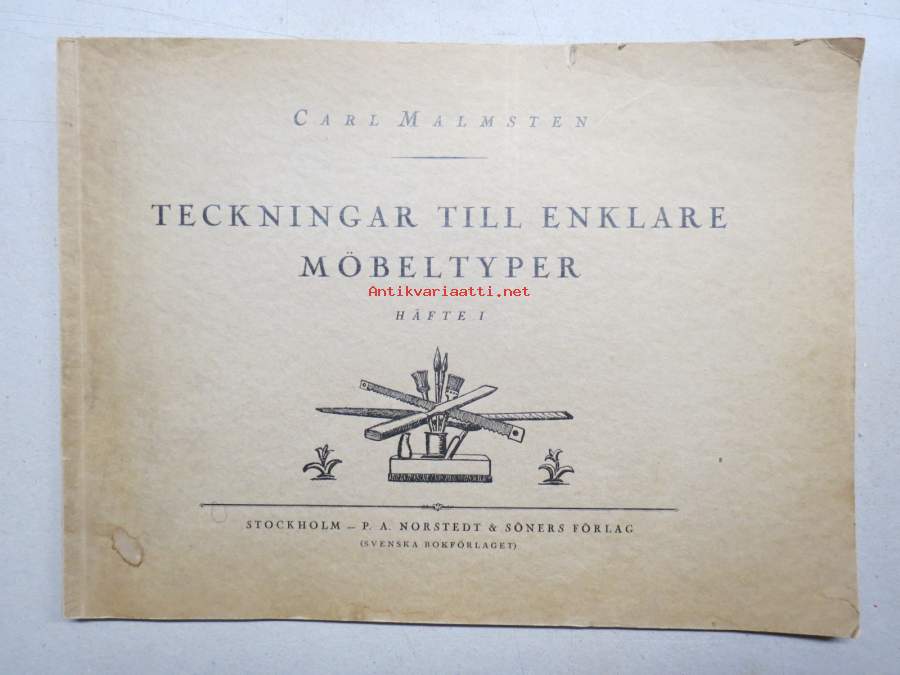 CARL MALMSTEN
TECKNINGAR TILL ENKLARE
MÖBELTYPER
Antikvariaatti.net
HÄFTE I
STOCKHOLM – P. A. NORSTEDT & SÖNERS FÖRLAG
(SVENSKA BOKFÖRLAGET)